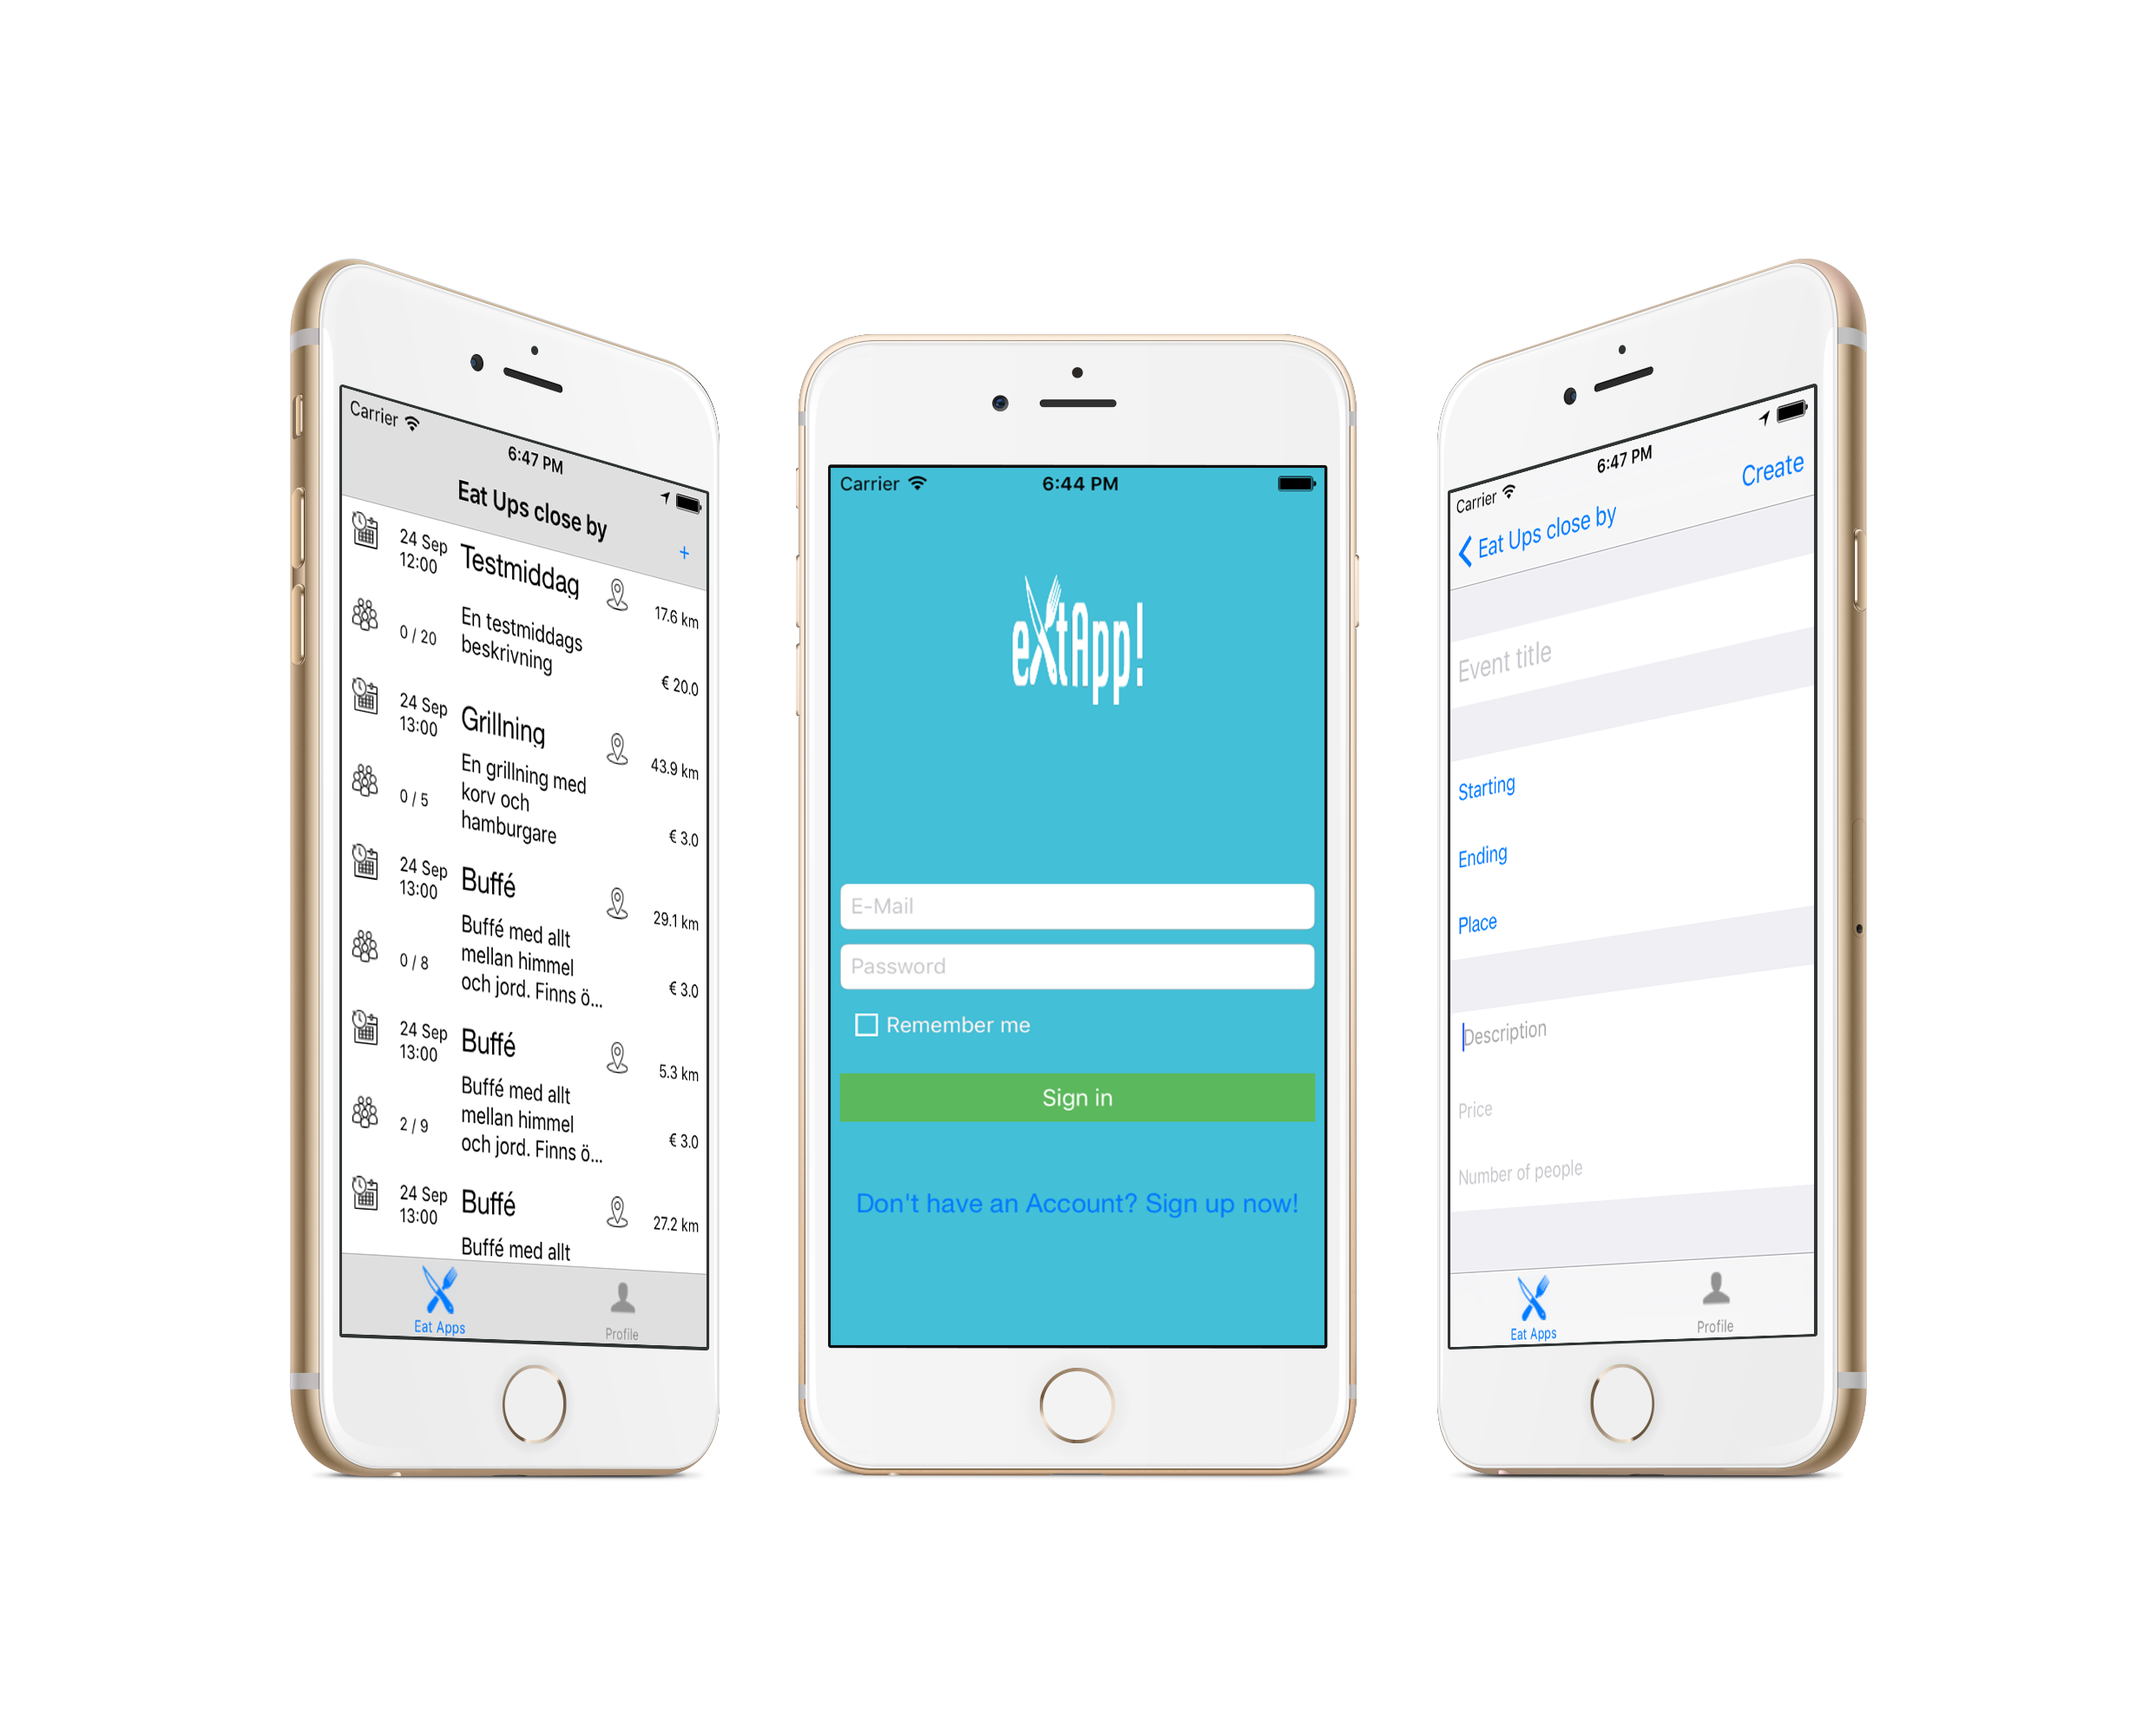 Carrier
6:47 PM
Eat Ups close by
+
24 Sep
12:00
Testmiddag
17.6 km
0 / 20
En testmiddags
beskrivning
€ 20.0
24 Sep
13:00
Grillning
43.9 km
0 / 5
En grillning med
korv och
hamburgare
€ 3.0
24 Sep
13:00
Buffé
29.1 km
0 / 8
Buffé med allt
mellan himmel
och jord. Finns ö...
€ 3.0
24 Sep
13:00
Buffé
5.3 km
2 / 9
Buffé med allt
mellan himmel
och jord. Finns ö...
€ 3.0
24 Sep
13:00
Buffé
27.2 km
Buffé med allt
Eat Apps
Profile
Carrier
6:44 PM
eXtApp!
E-Mail
Password
Remember me
Sign in
Don't have an Account? Sign up now!
Carrier
6:47 PM
Eat Ups close by
Create
Event title
Starting
Ending
Place
Description
Price
Number of people
Eat Apps
Profile